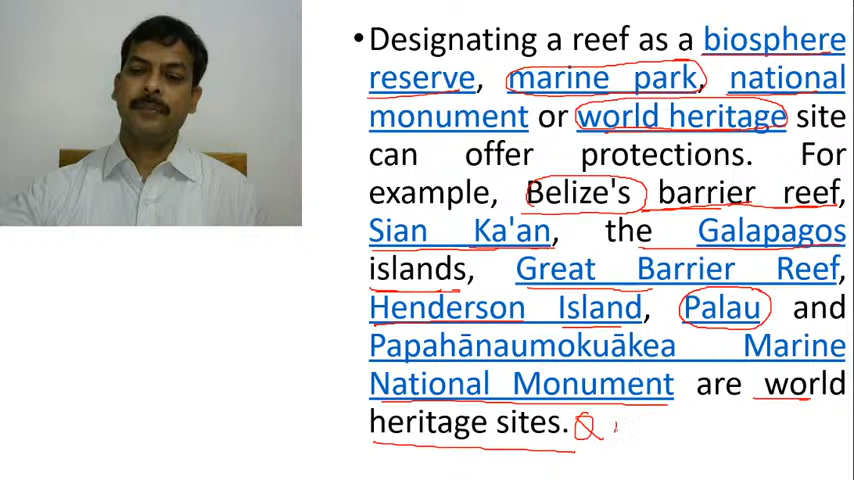 • Designating a reef as a biosphere
reserve, marine park, national
monument or world heritage site
can offer protections. For
example, Belize's barrier reef,
Sian Ka'an, the Galapagos
islands, Great Barrier Reef,
Henderson Island, Palau and
Papahānaumokuākea Marine
National Monument are world
heritage sites.